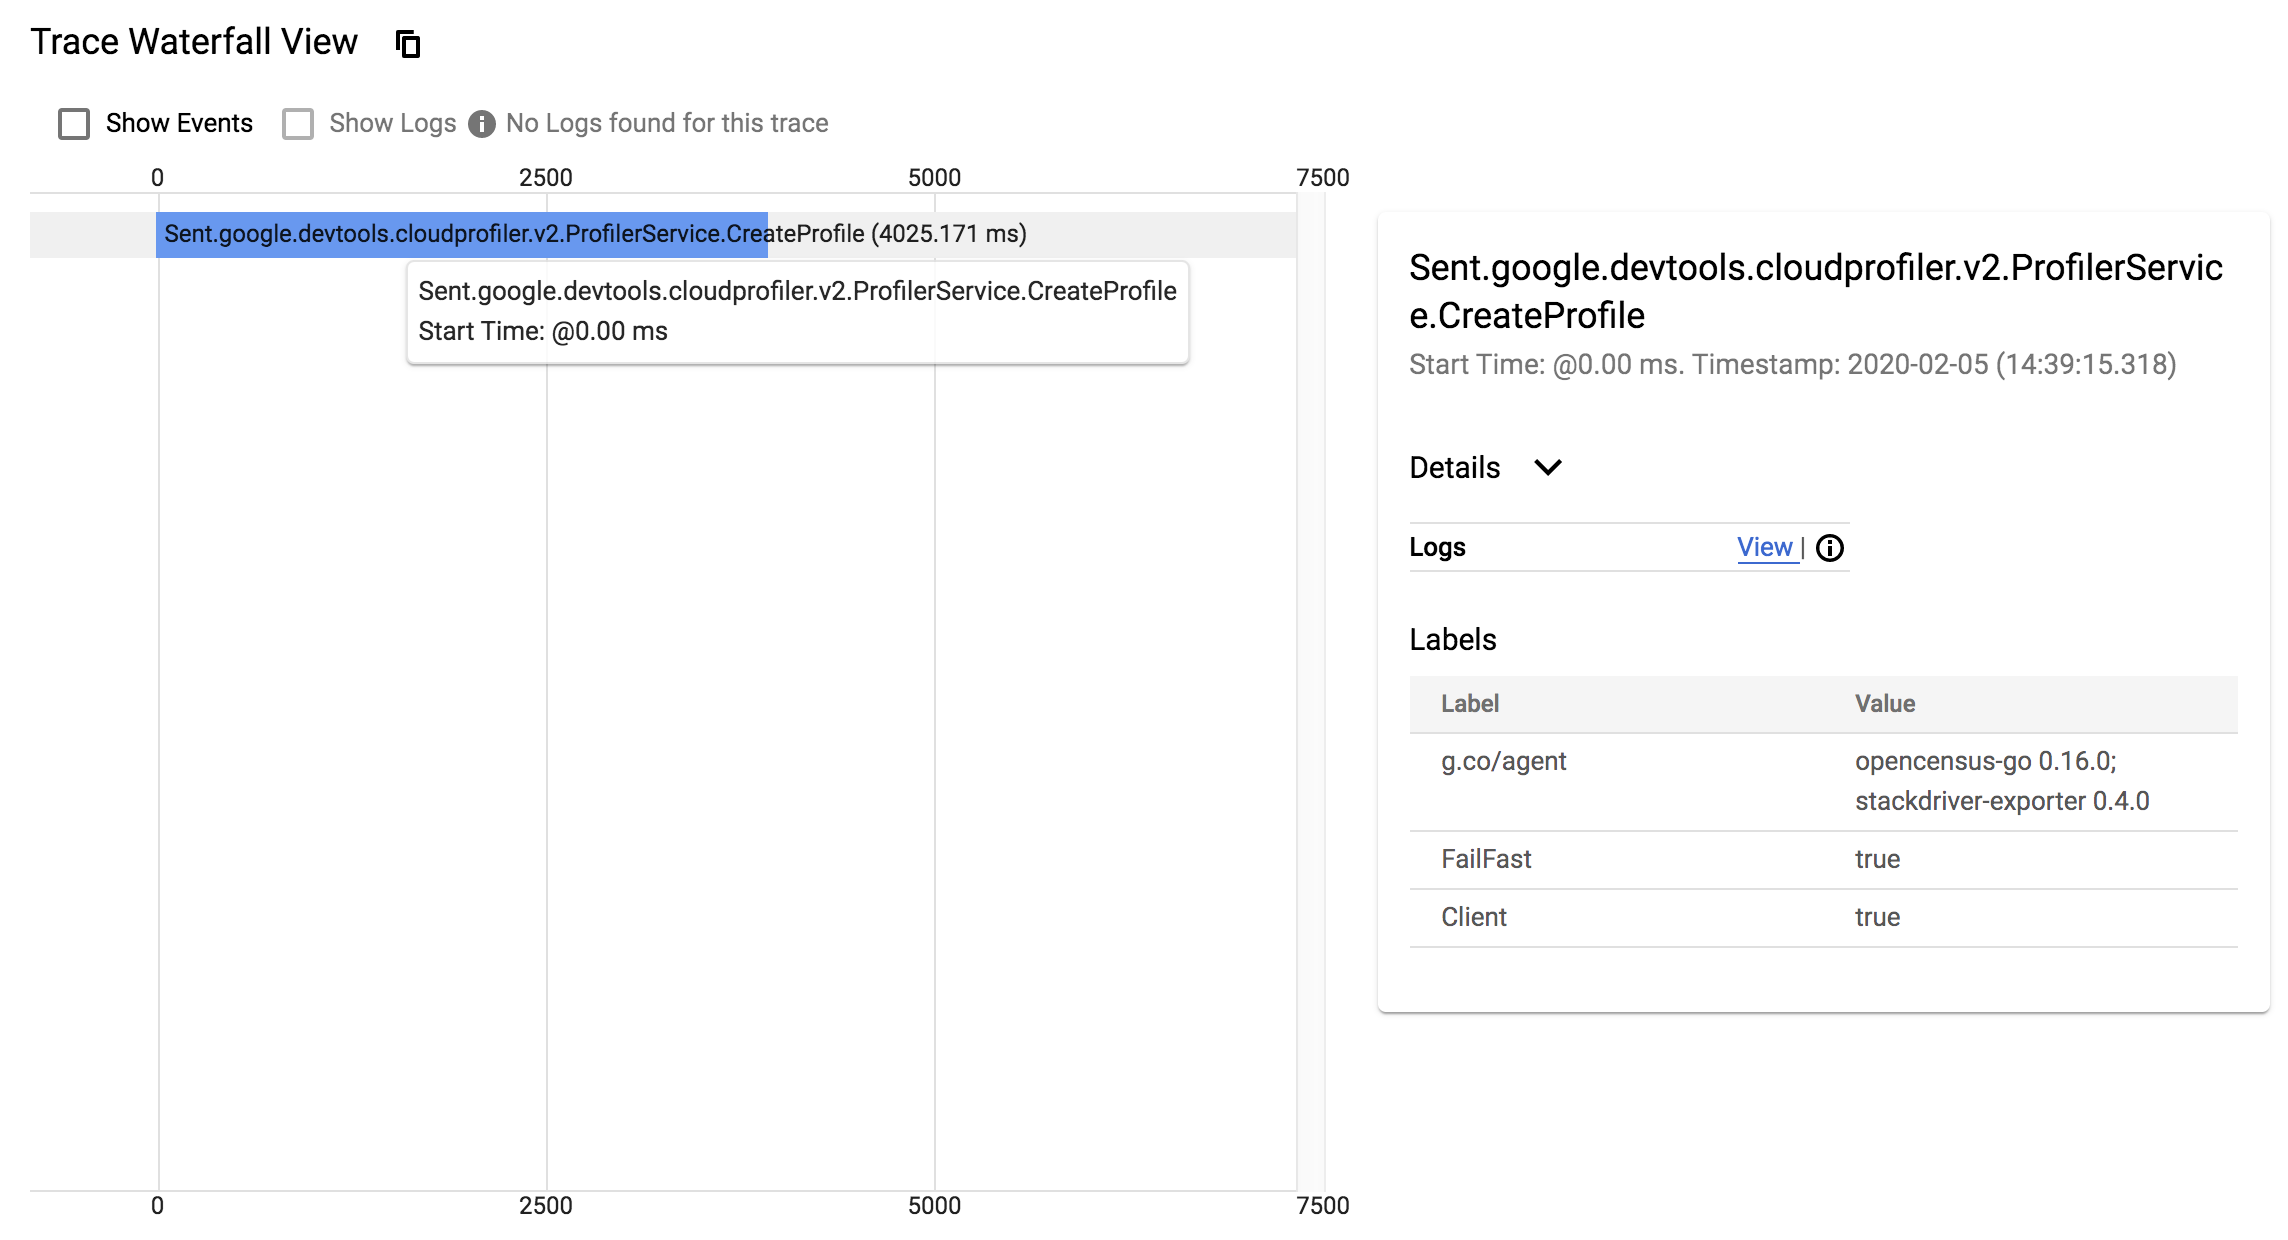 Trace Waterfall View
Show Events Show Logs No Logs found for this trace
0 2500 5000 7500
Sent.google.devtools.cloudprofiler.v2.ProfilerService.CreateProfile (4025.171 ms)
Sent.google.devtools.cloudprofiler.v2.ProfilerService.CreateProfile
Start Time: @0.00 ms
0 2500 5000 7500
Sent.google.devtools.cloudprofiler.v2.ProfilerServic
e.CreateProfile
Start Time: @0.00 ms. Timestamp: 2020-02-05 (14:39:15.318)
Details
Logs View |
Labels
Label Value
g.co/agent opencensus-go 0.16.0;
stackdriver-exporter 0.4.0
FailFast true
Client true